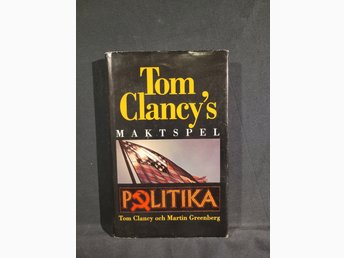 Tom
Clancy's
MAKTSPEL
POLITIKA
Tom Clancy och Martin Greenberg